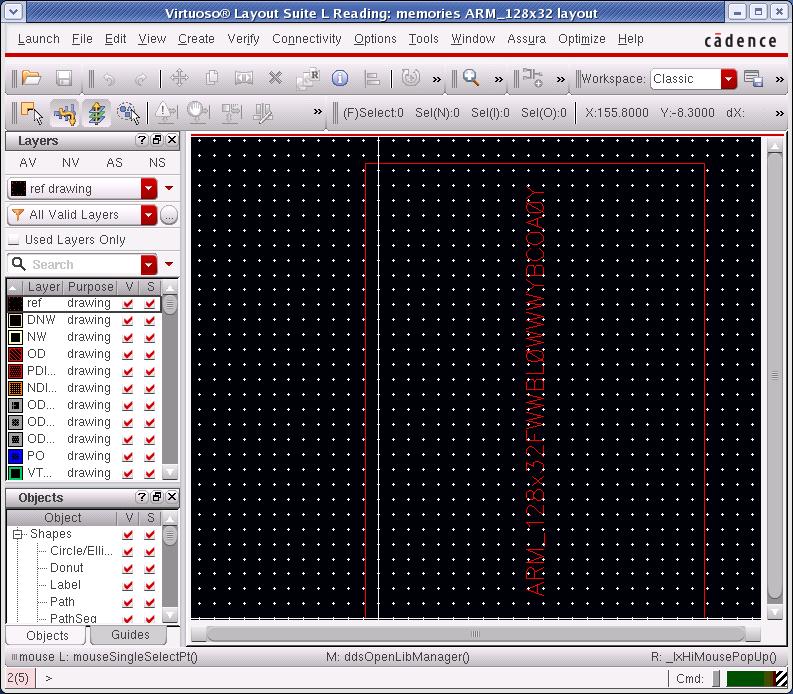 Virtuoso® Layout Suite L Reading: memories ARM_128x32 layout
Launch File Edit View Create Verify Connectivity Options Tools Window Assura Optimize Help
cādence
R
» » » Workspace: Classic »
» (F)Select:0 Sel(N):0 Sel(I):0 Sel(O):0 X:155.8000 Y:-8.3000 dX: »
Layers
AV NV AS NS
ref drawing
All Valid Layers ...
Used Layers Only
Search
Layer Purpose V S
ref drawing
DNW drawing
NW drawing
OD drawing
PDI... drawing
NDI... drawing
OD... drawing
OD... drawing
OD... drawing
PO drawing
VT... drawing
Objects
Object V S
Shapes
Circle/Elli...
Donut
Label
Path
PathSeg
Objects Guides
ARM_128x32FWWBL0WWWYBCOA0Y
mouse L: mouseSingleSelectPt() M: ddsOpenLibManager() R: _lxHiMousePopUp()
2(5) > Cmd: